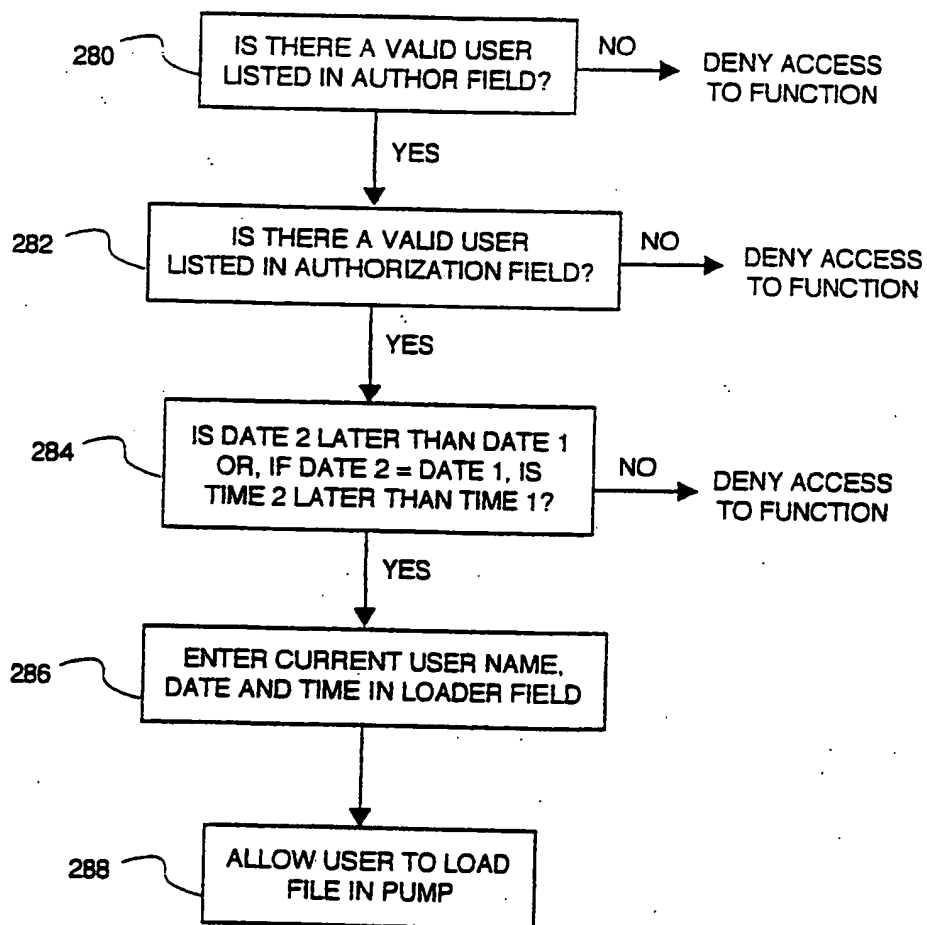 280
IS THERE A VALID USER
LISTED IN AUTHOR FIELD?
NO
DENY ACCESS
TO FUNCTION
YES
282
IS THERE A VALID USER
LISTED IN AUTHORIZATION FIELD?
NO
DENY ACCESS
TO FUNCTION
YES
284
IS DATE 2 LATER THAN DATE 1
OR, IF DATE 2 = DATE 1, IS
TIME 2 LATER THAN TIME 1?
NO
DENY ACCESS
TO FUNCTION
YES
286
ENTER CURRENT USER NAME,
DATE AND TIME IN LOADER FIELD
288
ALLOW USER TO LOAD
FILE IN PUMP